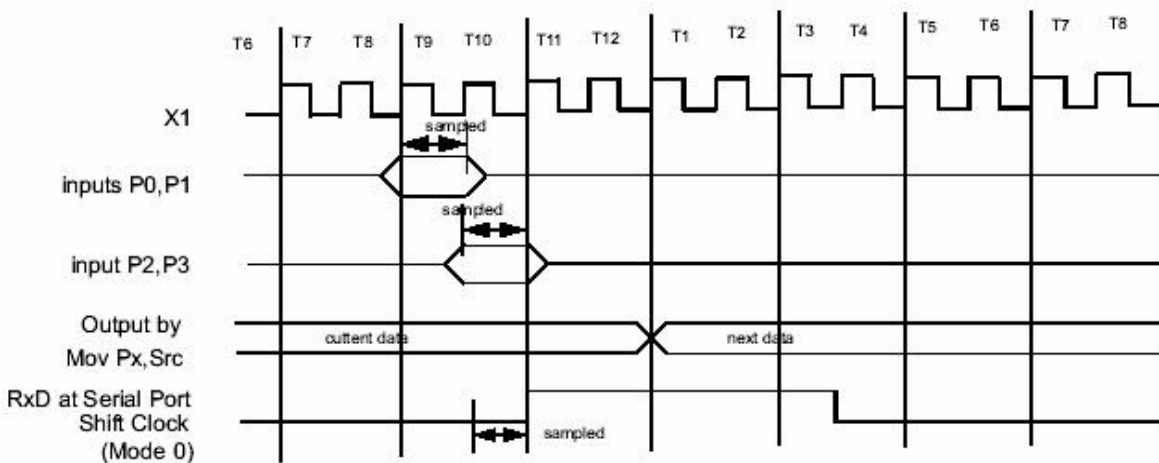 T6 T7 T8 T9 T10 T11 T12 T1 T2 T3 T4 T5 T6 T7 T8
X1
sampled
inputs P0,P1
sampled
input P2,P3
Output by
cuttent data next data
Mov Px,Src
RxD at Serial Port
Shift Clock
sampled
(Mode 0)